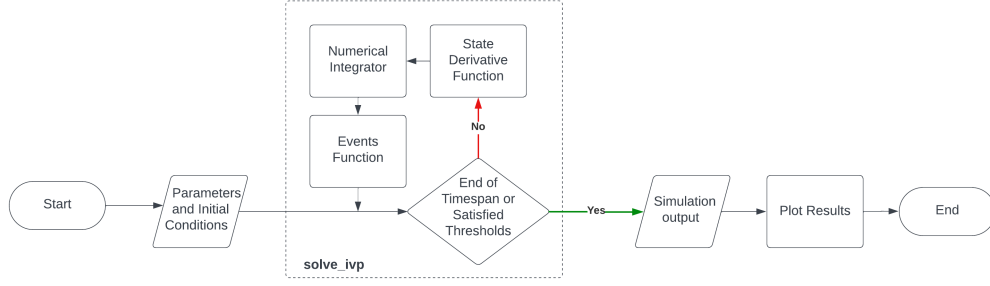 Start
Parameters
and Initial
Conditions
Numerical
Integrator
State
Derivative
Function
Events
Function
No
End of
Timespan or
Satisfied
Thresholds
solve_ivp
Yes
Simulation
output
Plot Results
End